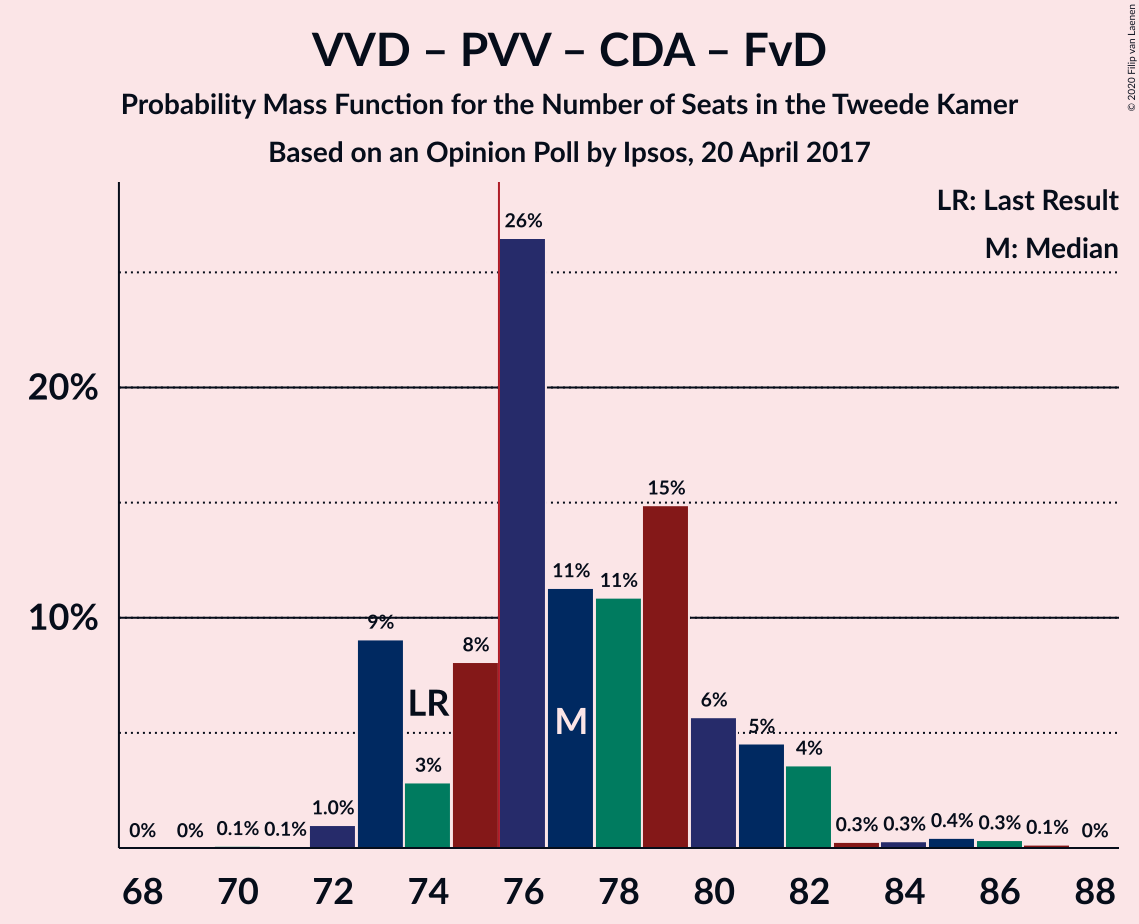 VVD – PVV – CDA – FvD
Probability Mass Function for the Number of Seats in the Tweede Kamer
Based on an Opinion Poll by Ipsos, 20 April 2017
© 2020 Filip van Laenen
LR: Last Result
M: Median
26%
20%
15%
11%
11%
10%
9%
8%
LR
M
6%
5%
4%
3%
1.0%
0% 0% 0.1% 0.1% 0.3% 0.3% 0.4% 0.3% 0.1% 0%
68 70 72 74 76 78 80 82 84 86 88